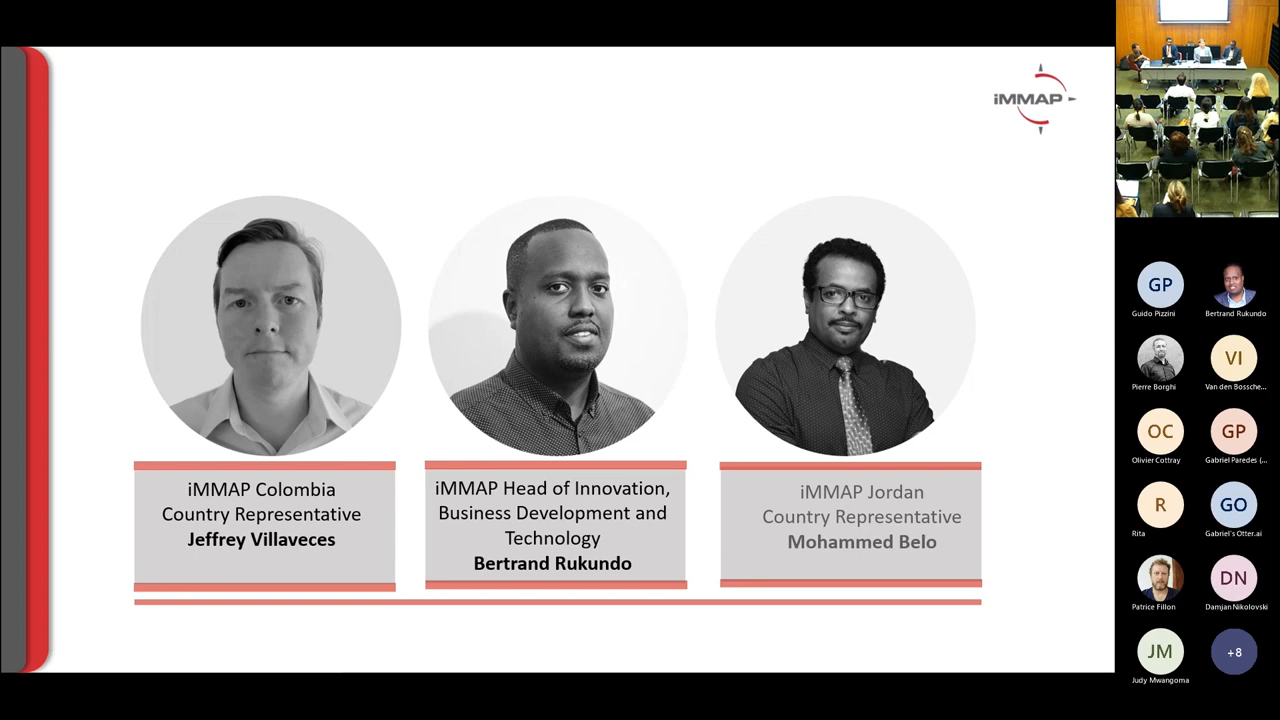 iMMAP
iMMAP Colombia
Country Representative
Jeffrey Villaveces
iMMAP Head of Innovation,
Business Development and
Technology
Bertrand Rukundo
iMMAP Jordan
Country Representative
Mohammed Belo
GP
Guido Pizzini
Bertrand Rukundo
Pierre Borghi
VI
Van den Bossche...
OC
Olivier Cottray
GP
Gabriel Paredes (...
R
Rita
GO
Gabriel's Otter.ai
Patrice Fillon
DN
Damjan Nikolovski
JM
Judy Mwangoma
+8